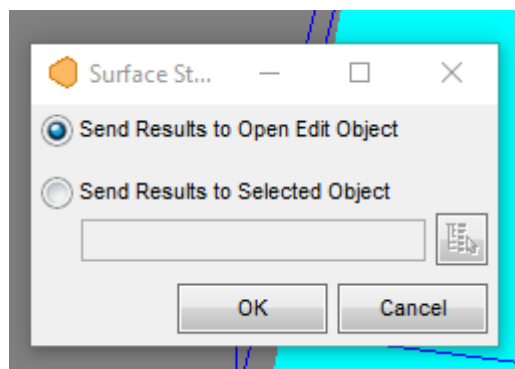 Surface St...
Send Results to Open Edit Object
Send Results to Selected Object
OK
Cancel